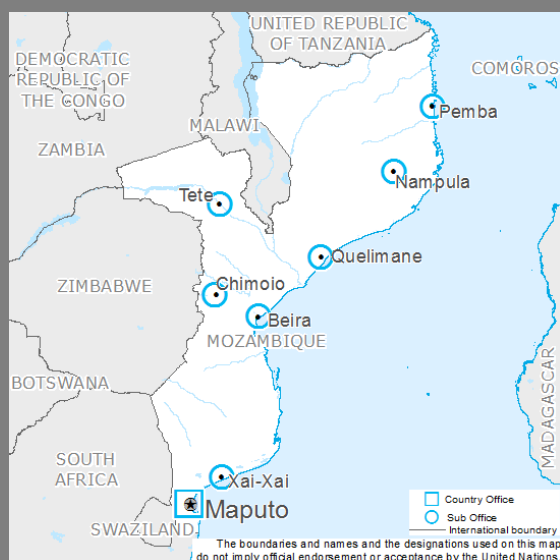 UNITED REPUBLIC
OF TANZANIA
DEMOCRATIC
REPUBLIC OF
THE CONGO
COMOROS
Pemba
MALAWI
ZAMBIA
Nampula
Tete
Quelimane
Chimoio
ZIMBABWE
Beira
MOZAMBIQUE
BOTSWANA
MADAGASCAR
SOUTH
AFRICA
Xai-Xai
Maputo
SWAZILAND
Country Office
Sub Office
International boundary
The boundaries and names and the designations used on this map
do not imply official endorsement or acceptance by the United Nations